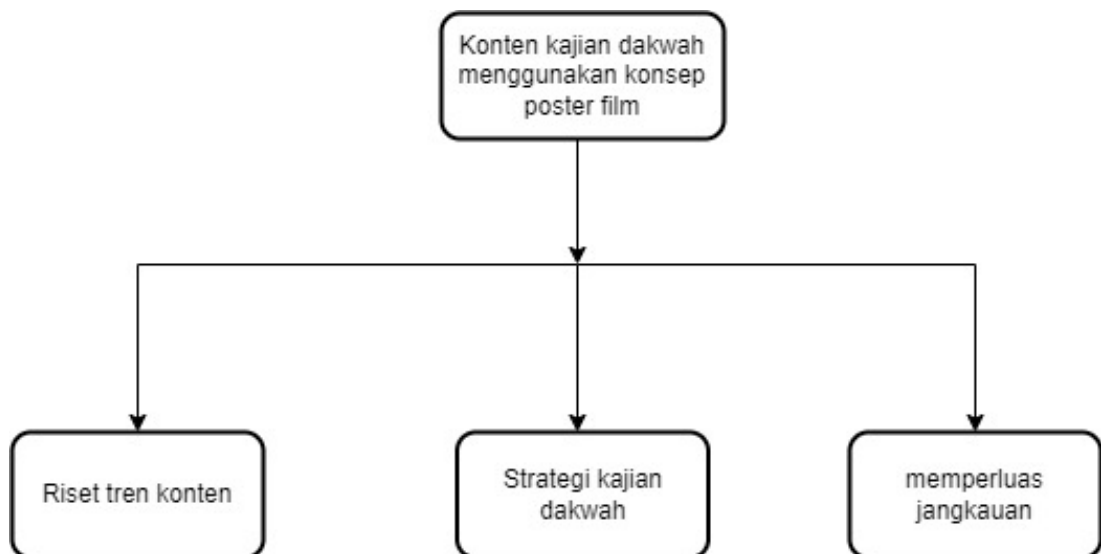 Konten kajian dakwah
menggunakan konsep
poster film
Riset tren konten
Strategi kajian
dakwah
memperluas
jangkauan